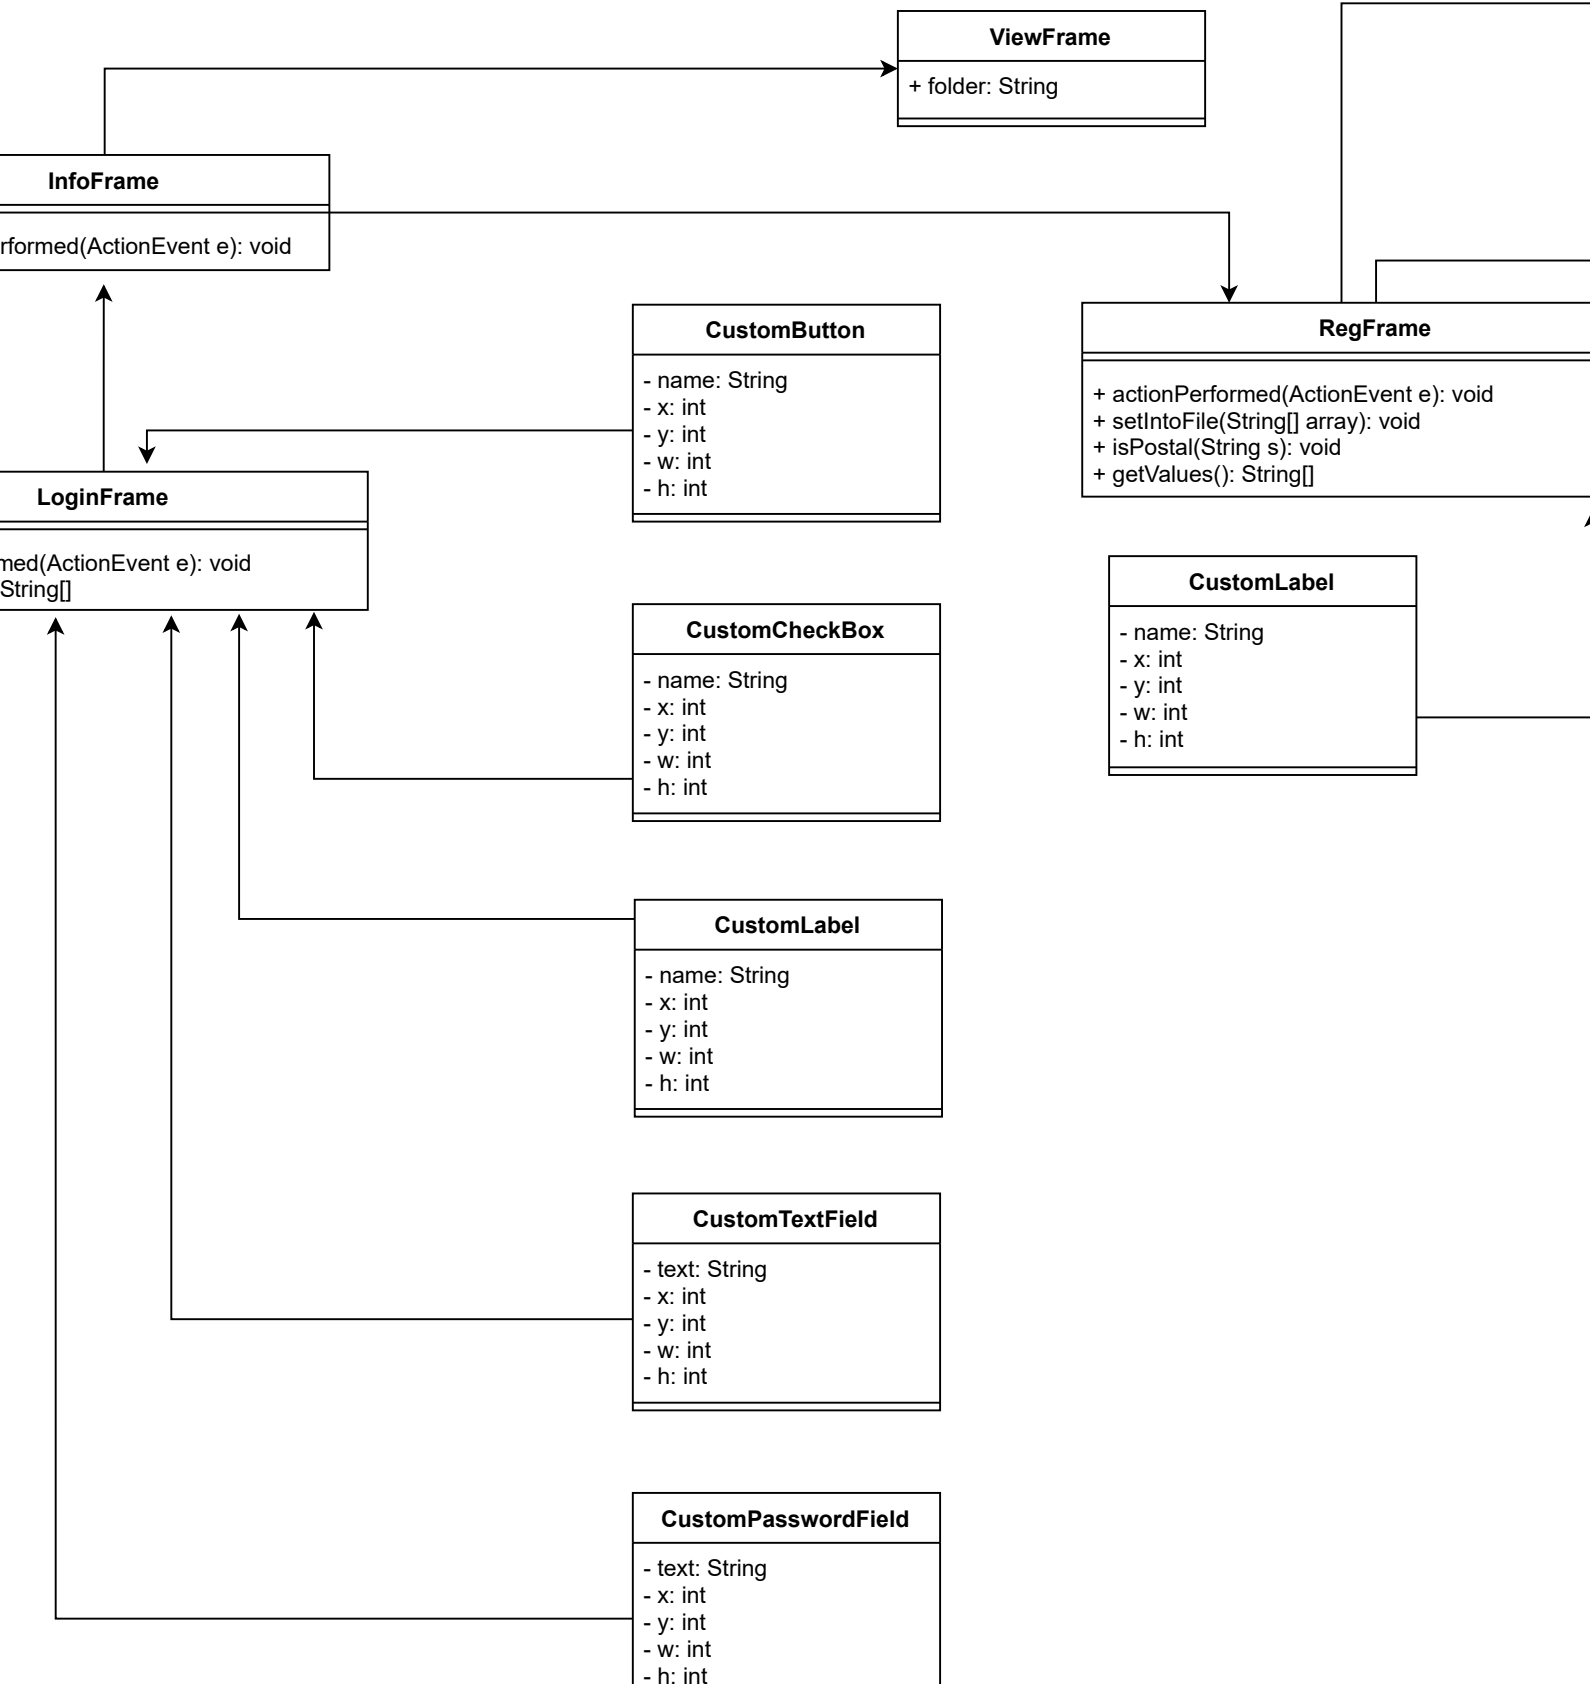 ViewFrame
+ folder: String
InfoFrame
rformed(ActionEvent e): void
CustomButton
- name: String
- x: int
- y: int
- w: int
- h: int
RegFrame
+ actionPerformed(ActionEvent e): void
+ setIntoFile(String[] array): void
+ isPostal(String s): void
+ getValues(): String[]
LoginFrame
med(ActionEvent e): void
String[]
CustomLabel
- name: String
- x: int
- y: int
- w: int
- h: int
CustomCheckBox
- name: String
- x: int
- y: int
- w: int
- h: int
CustomLabel
- name: String
- x: int
- y: int
- w: int
- h: int
CustomTextField
- text: String
- x: int
- y: int
- w: int
- h: int
CustomPasswordField
- text: String
- x: int
- y: int
- w: int
- h: int